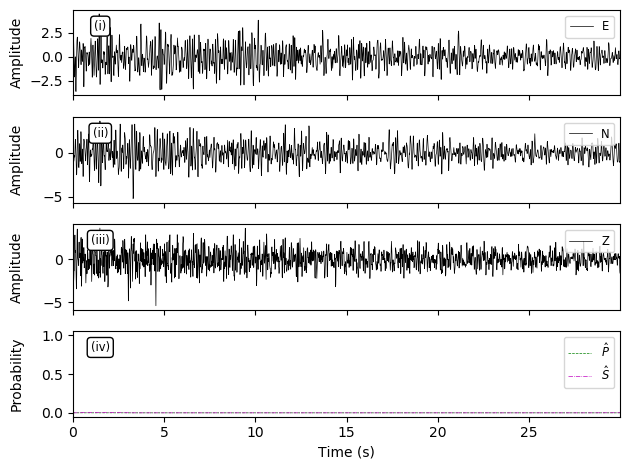 (i)
E
Amplitude
2.5
0.0
−2.5
(ii)
N
Amplitude
0
−5
(iii)
Z
Amplitude
0
−5
(iv)
P̂
Ŝ
Probability
1.0
0.5
0.0
0 5 10 15 20 25
Time (s)